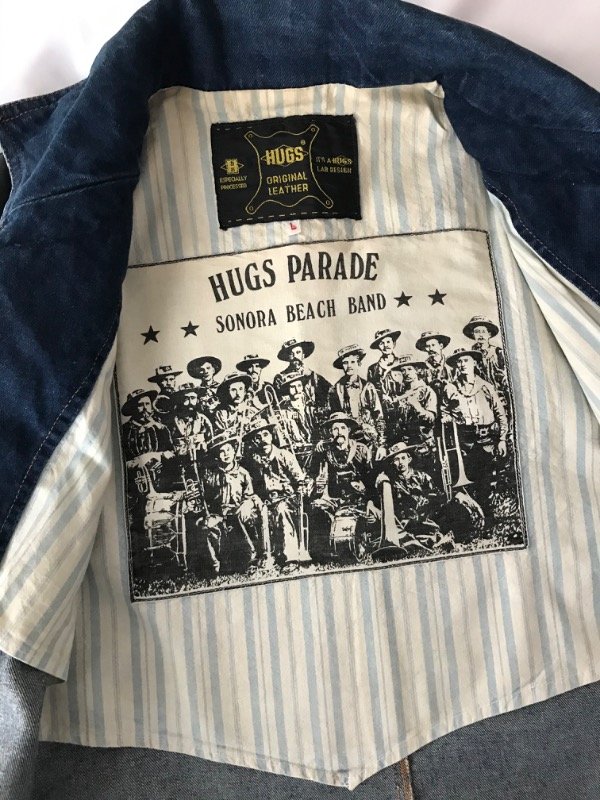 HUGS®
ORIGINAL
LEATHER
H
ESPECIALLY
PROCESSED
IT'S A HUGS
LAB DESIGN
L
HUGS PARADE
SONORA BEACH BAND